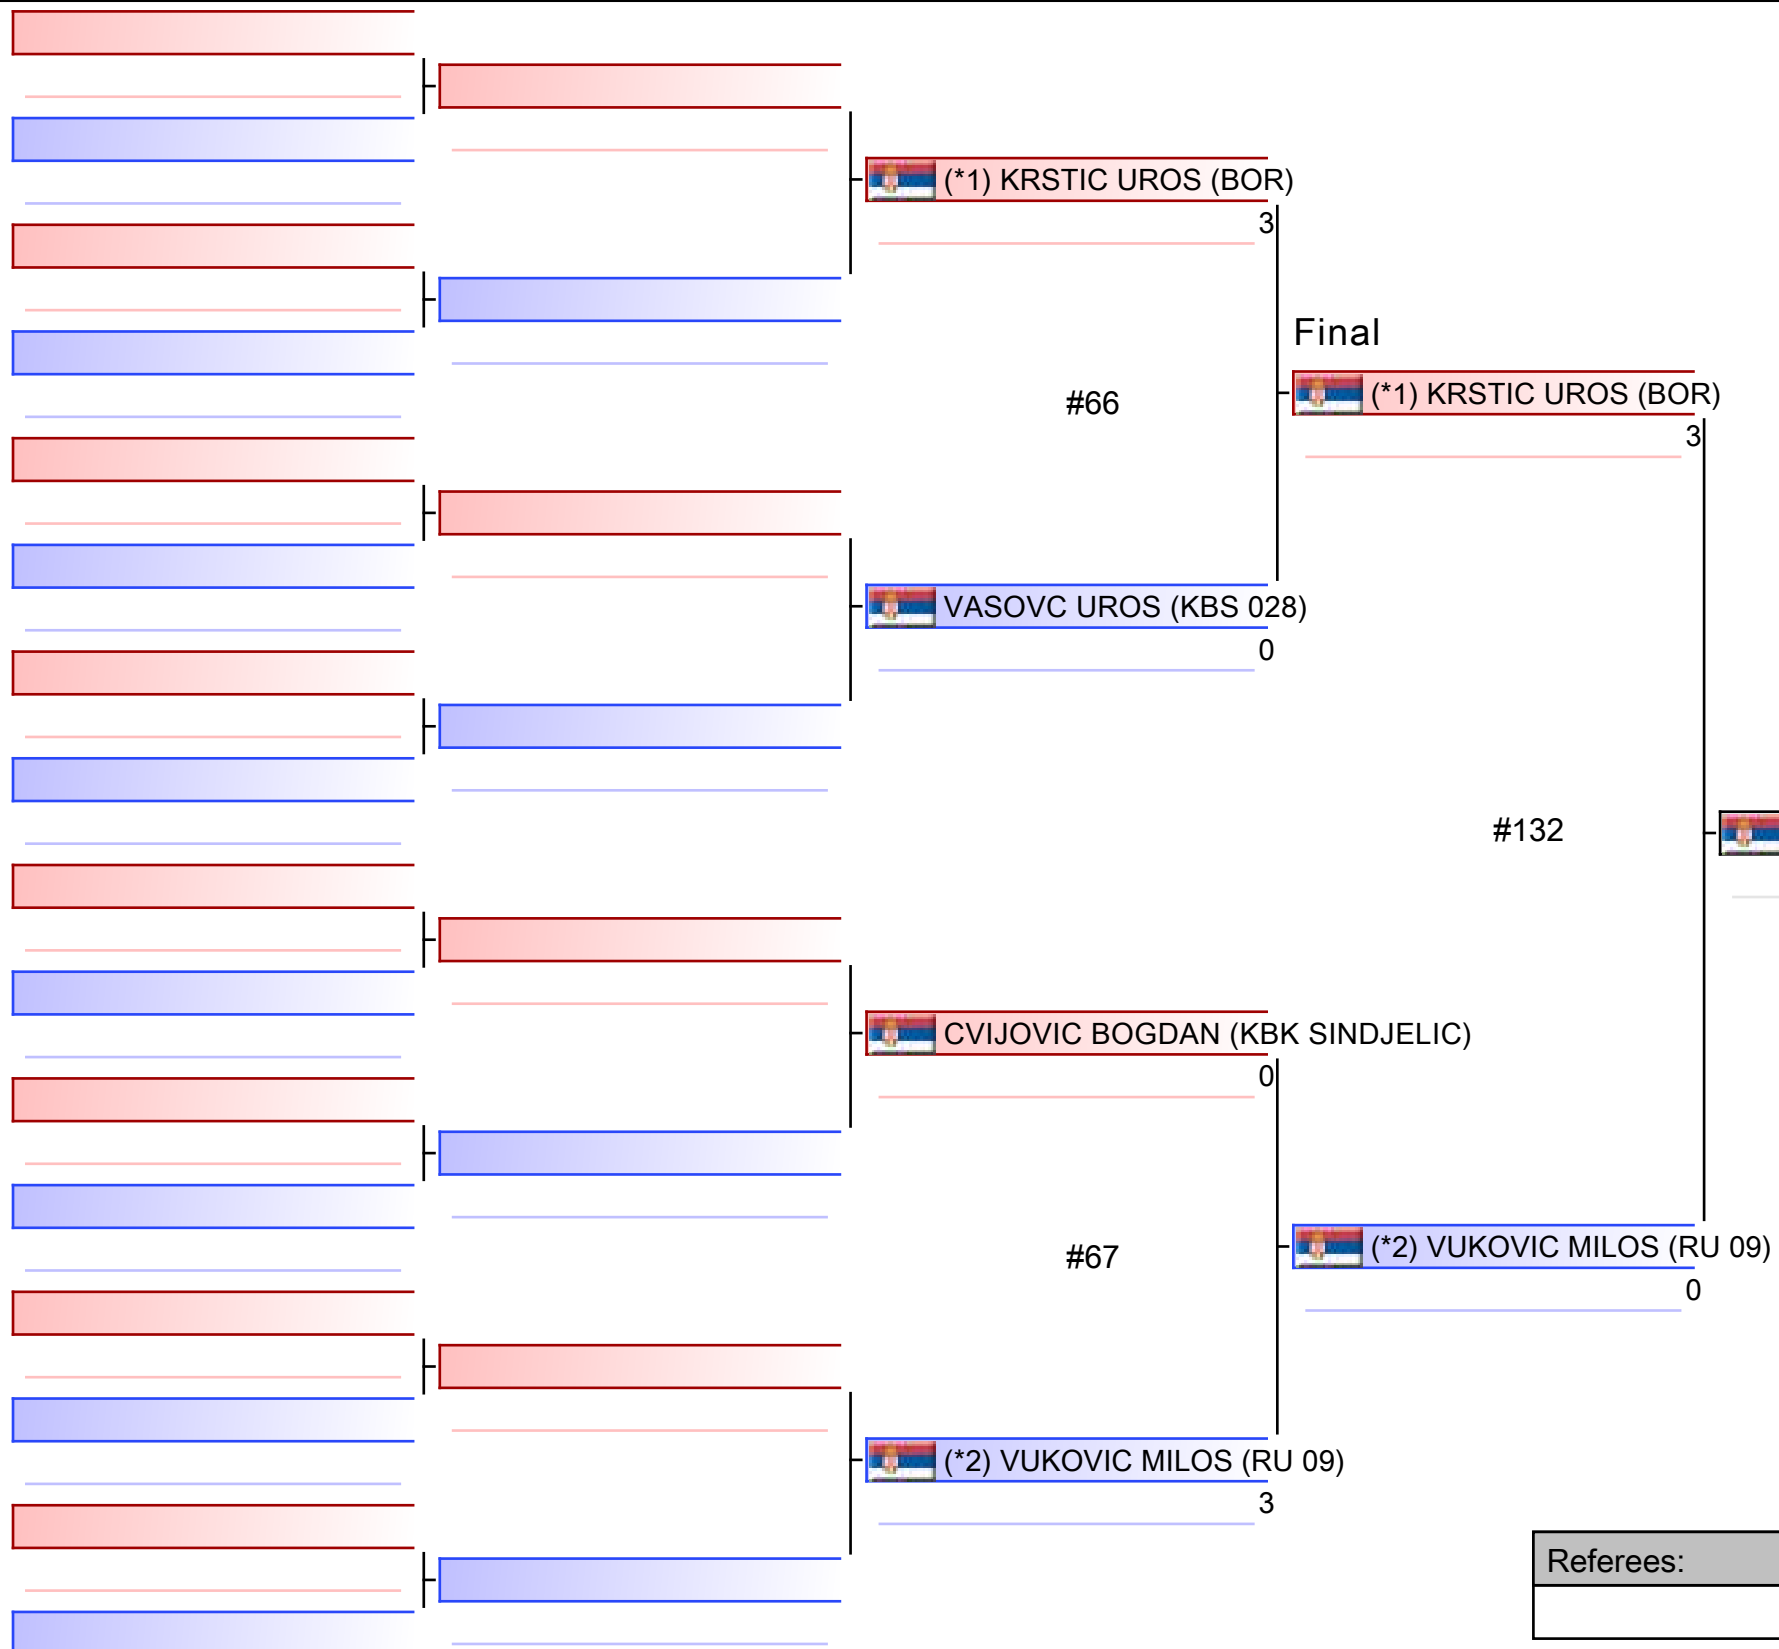 (*1) KRSTIC UROS (BOR)
3
Final
#66
(*1) KRSTIC UROS (BOR)
3
VASOVC UROS (KBS 028)
0
#132
CVIJOVIC BOGDAN (KBK SINDJELIC)
0
#67
(*2) VUKOVIC MILOS (RU 09)
0
(*2) VUKOVIC MILOS (RU 09)
3
Referees: